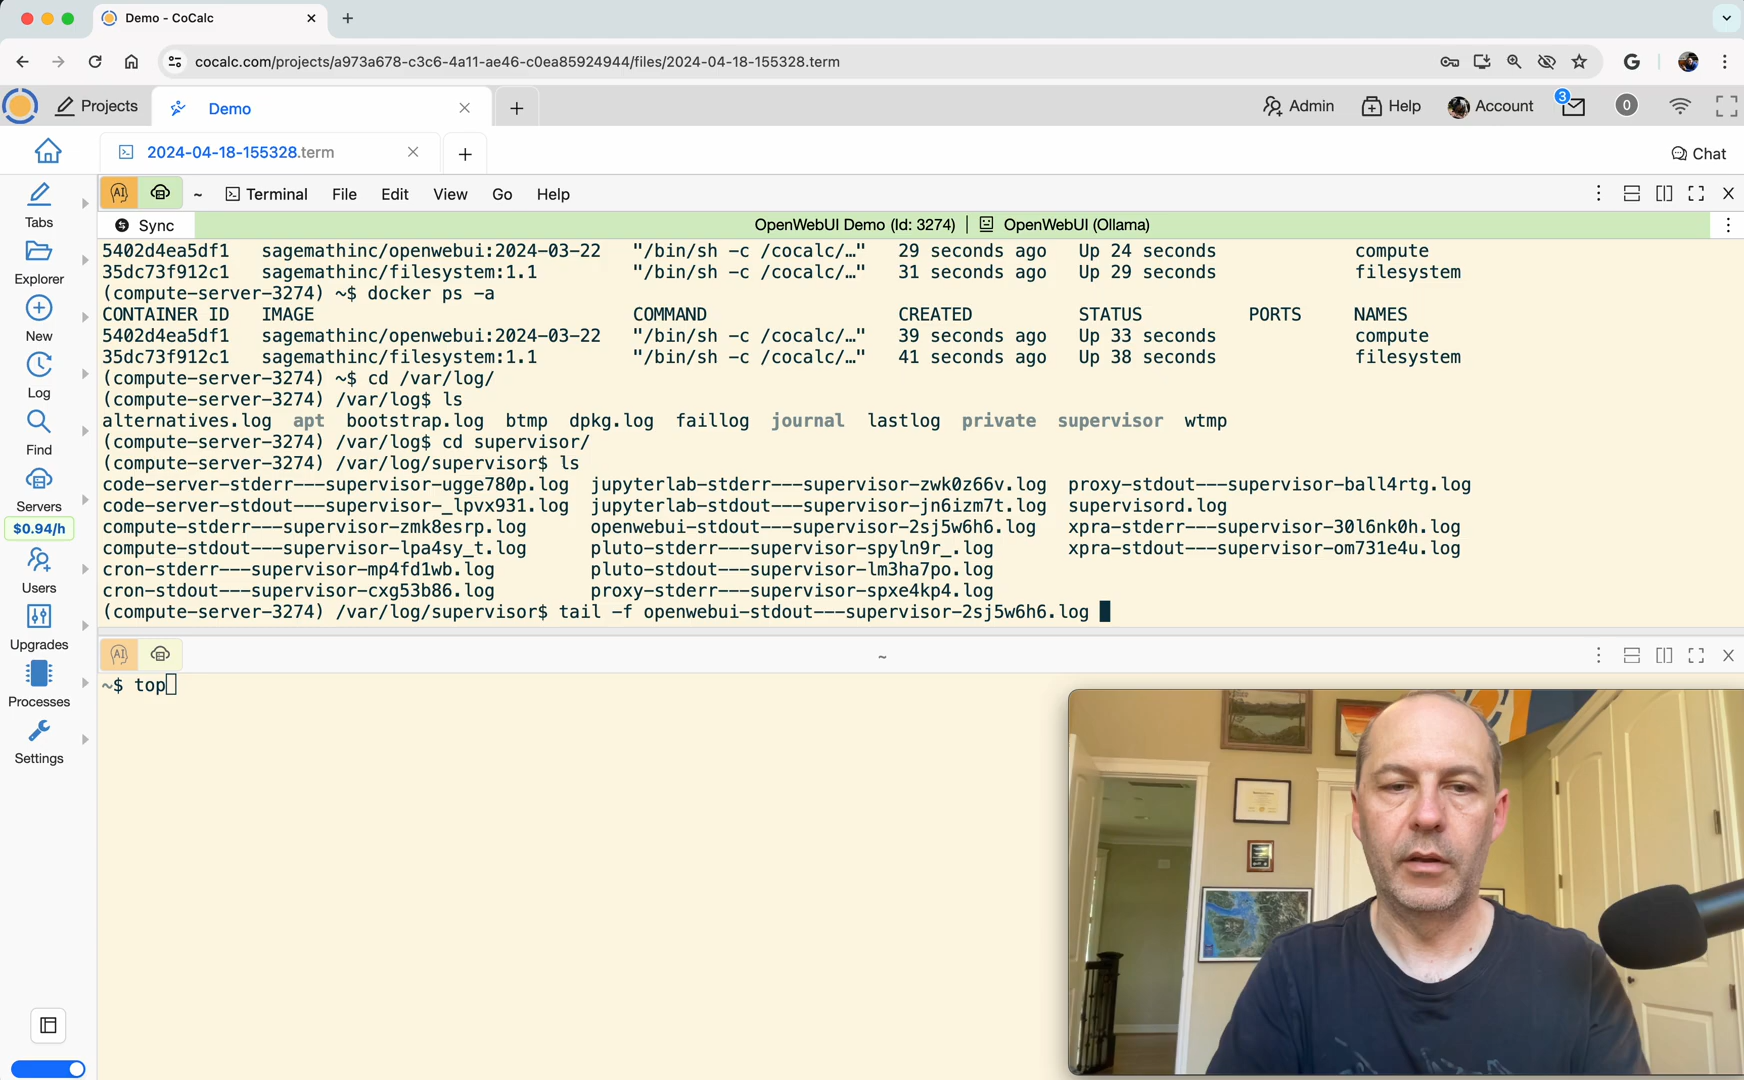 Demo - CoCalc
cocalc.com/projects/a973a678-c3c6-4a11-ae46-c0ea85924944/files/2024-04-18-155328.term
Projects
Demo
Admin
Help
Account
3
0
2024-04-18-155328.term
Chat
Tabs
Explorer
New
Log
Find
Servers
$0.94/h
Users
Upgrades
Processes
Settings
AI
~
Terminal File Edit View Go Help
Sync
OpenWebUI Demo (Id: 3274) | OpenWebUI (Ollama)
5402d4ea5df1 sagemathinc/openwebui:2024-03-22 "/bin/sh -c /cocalc/…" 29 seconds ago Up 24 seconds compute
35dc73f912c1 sagemathinc/filesystem:1.1 "/bin/sh -c /cocalc/…" 31 seconds ago Up 29 seconds filesystem
(compute-server-3274) ~$ docker ps -a
CONTAINER ID IMAGE COMMAND CREATED STATUS PORTS NAMES
5402d4ea5df1 sagemathinc/openwebui:2024-03-22 "/bin/sh -c /cocalc/…" 39 seconds ago Up 33 seconds compute
35dc73f912c1 sagemathinc/filesystem:1.1 "/bin/sh -c /cocalc/…" 41 seconds ago Up 38 seconds filesystem
(compute-server-3274) ~$ cd /var/log/
(compute-server-3274) /var/log$ ls
alternatives.log apt bootstrap.log btmp dpkg.log faillog journal lastlog private supervisor wtmp
(compute-server-3274) /var/log$ cd supervisor/
(compute-server-3274) /var/log/supervisor$ ls
code-server-stderr---supervisor-ugge780p.log jupyterlab-stderr---supervisor-zwk0z66v.log proxy-stdout---supervisor-ball4rtg.log
code-server-stdout---supervisor-_lpvx931.log jupyterlab-stdout---supervisor-jn6izm7t.log supervisord.log
compute-stderr---supervisor-zmk8esrp.log openwebui-stdout---supervisor-2sj5w6h6.log xpra-stderr---supervisor-30l6nk0h.log
compute-stdout---supervisor-lpa4sy_t.log pluto-stderr---supervisor-spyln9r_.log xpra-stdout---supervisor-om731e4u.log
cron-stderr---supervisor-mp4fd1wb.log pluto-stdout---supervisor-lm3ha7po.log
cron-stdout---supervisor-cxg53b86.log proxy-stderr---supervisor-spxe4kp4.log
(compute-server-3274) /var/log/supervisor$ tail -f openwebui-stdout---supervisor-2sj5w6h6.log
AI
~
~$ top